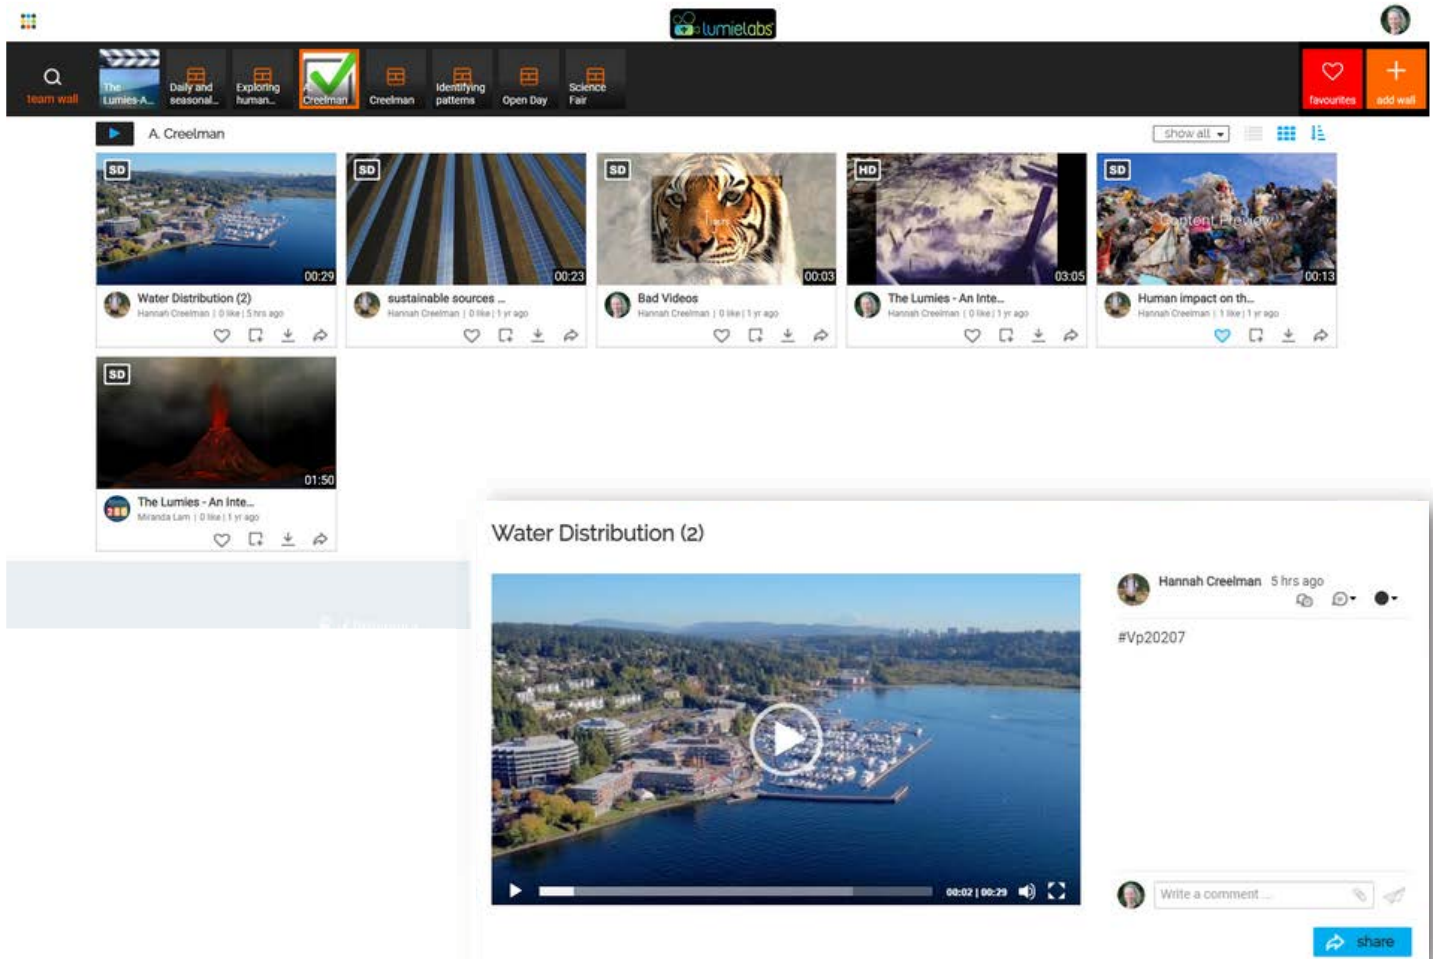 lumielabs
team wall
The Lumies-A...
Daily and seasonal...
Exploring human...
A. Creelman
Creelman
Identifying patterns
Open Day
Science Fair
favourites
add wall
A. Creelman
show all
SD
00:29
Water Distribution (2)
Hannah Creelman | 0 like | 5 hrs ago
SD
00:23
sustainable sources ...
Hannah Creelman | 0 like | 1 yr ago
SD
00:03
Bad Videos
Hannah Creelman | 0 like | 1 yr ago
HD
03:05
The Lumies - An Inte...
Hannah Creelman | 0 like | 1 yr ago
SD
Content Preview
00:13
Human impact on th...
Hannah Creelman | 1 like | 1 yr ago
SD
01:50
The Lumies - An Inte...
Miranda Lam | 0 like | 1 yr ago
Water Distribution (2)
Hannah Creelman 5 hrs ago
#Vp20207
00:02 | 00:29
Write a comment ...
share